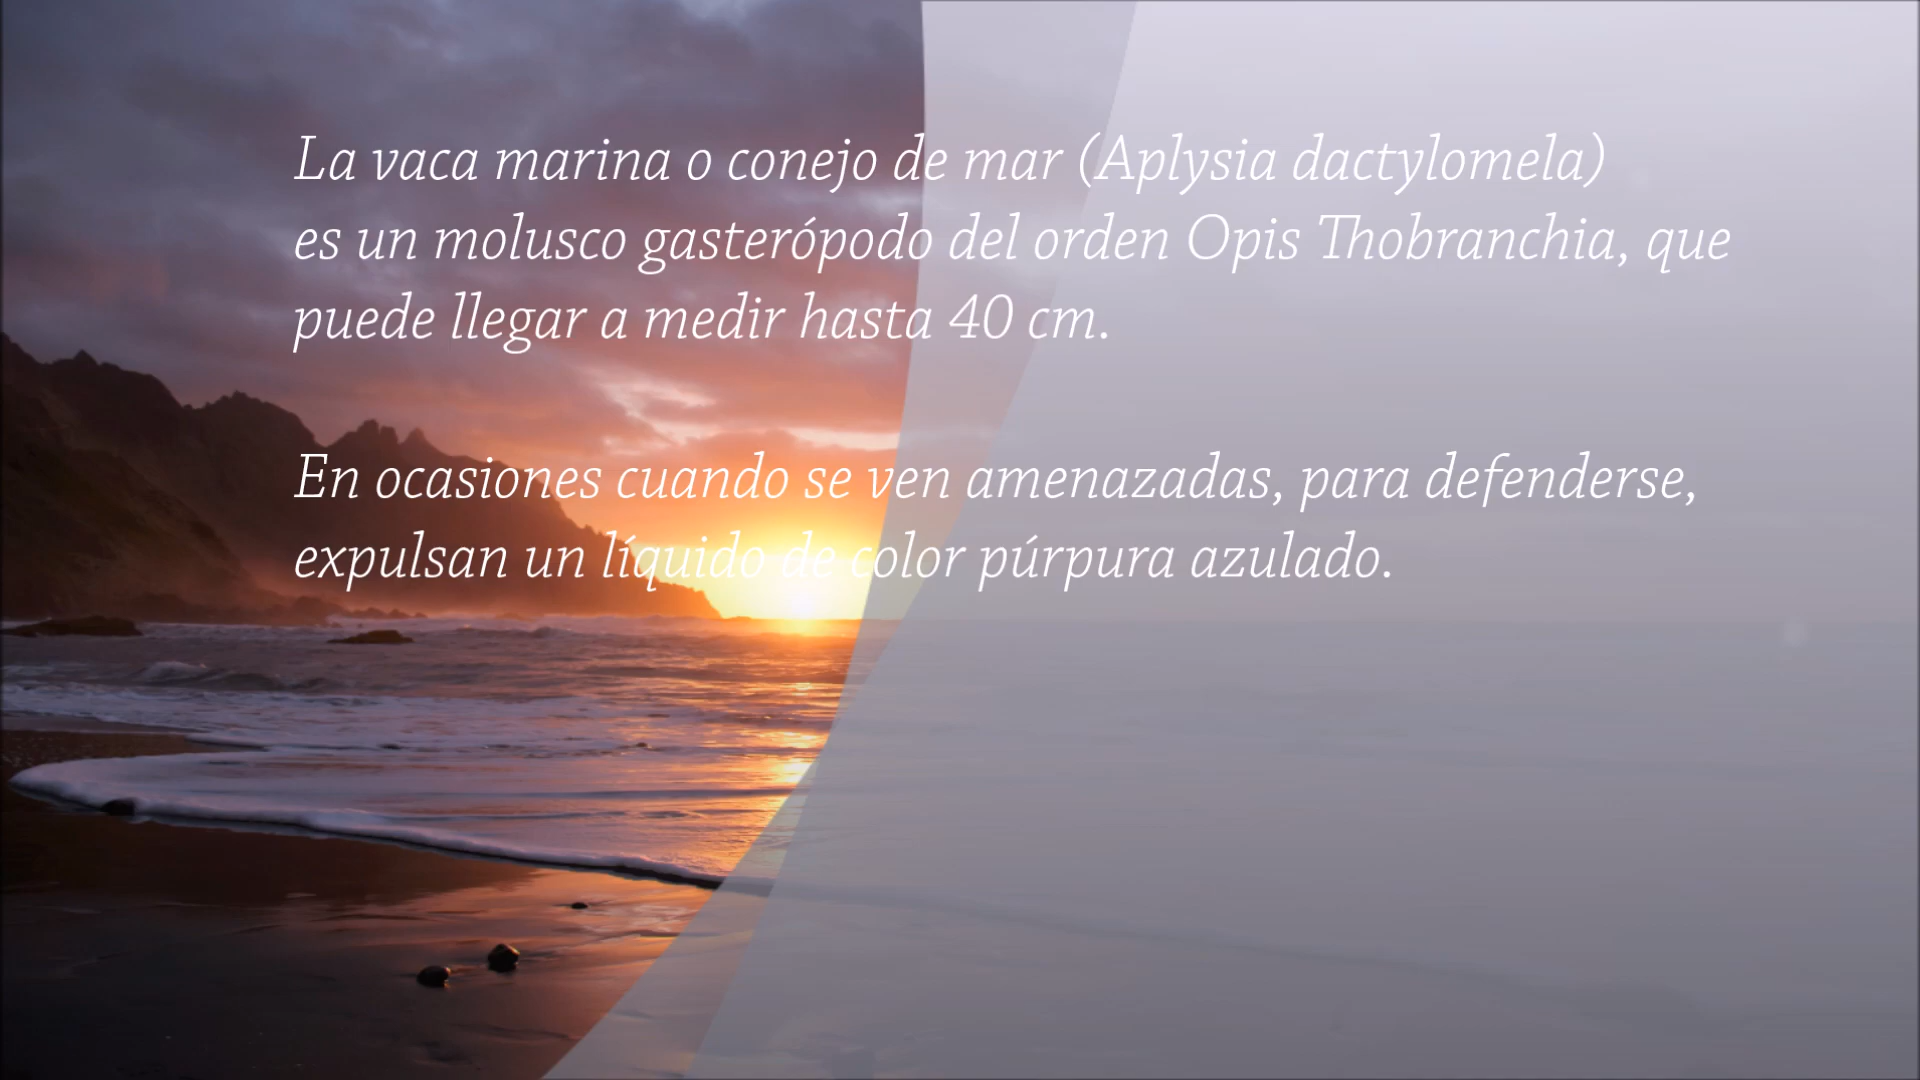 La vaca marina o conejo de mar (Aplysia dactylomela)
es un molusco gasterópodo del orden Opis Thobranchia, que
puede llegar a medir hasta 40 cm.
En ocasiones cuando se ven amenazadas, para defenderse,
expulsan un líquido de color púrpura azulado.